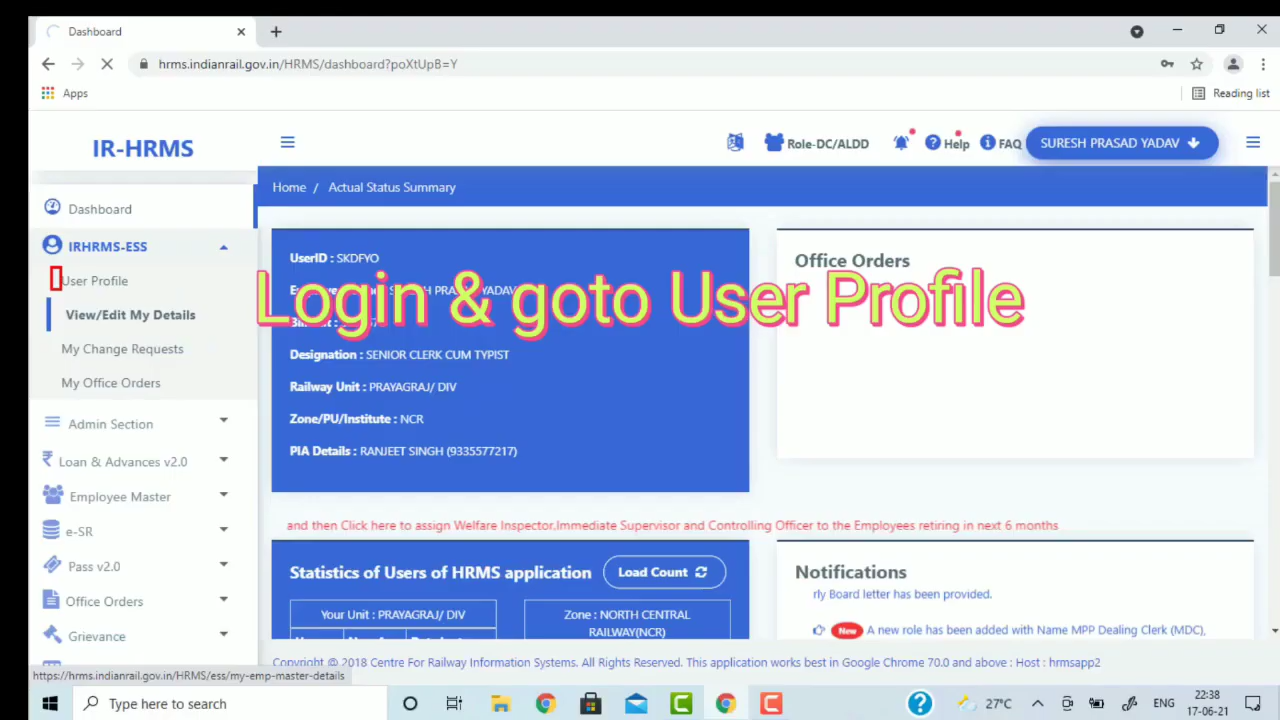 Dashboard
hrms.indianrail.gov.in/HRMS/dashboard?poXtUpB=Y
Apps
Reading list
IR-HRMS
Role-DC/ALDD
Help
FAQ
SURESH PRASAD YADAV
Home / Actual Status Summary
Dashboard
IRHRMS-ESS
User Profile
View/Edit My Details
My Change Requests
My Office Orders
Admin Section
Loan & Advances v2.0
Employee Master
e-SR
Pass v2.0
Office Orders
Grievance
UserID : SKDFYO
Login & goto User Profile
Designation : SENIOR CLERK CUM TYPIST
Railway Unit : PRAYAGRAJ/ DIV
Zone/PU/Institute : NCR
PIA Details : RANJEET SINGH (9335577217)
Office Orders
and then Click here to assign Welfare Inspector,Immediate Supervisor and Controlling Officer to the Employees retiring in next 6 months
Statistics of Users of HRMS application
Load Count
Your Unit : PRAYAGRAJ/ DIV
Zone : NORTH CENTRAL
RAILWAY(NCR)
Notifications
rly Board letter has been provided.
New A new role has been added with Name MPP Dealing Clerk (MDC),
Copyright @ 2018 Centre For Railway Information Systems. All Rights Reserved. This application works best in Google Chrome 70.0 and above : Host : hrmsapp2
https://hrms.indianrail.gov.in/HRMS/ess/my-emp-master-details
Type here to search
27°C
ENG
22:38
17-06-21